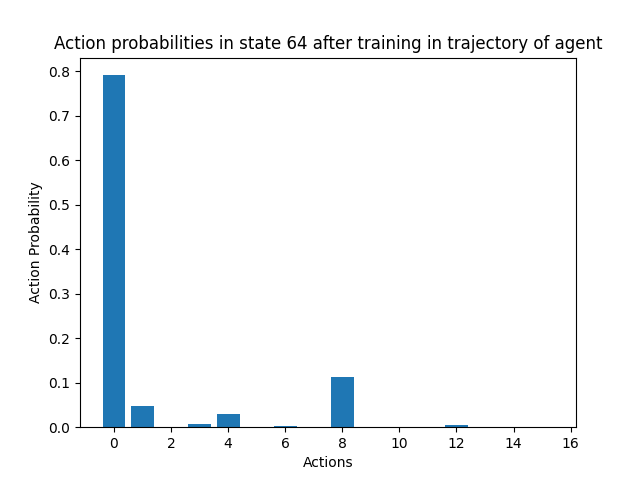 Action probabilities in state 64 after training in trajectory of agent
0.8
0.7
0.6
0.5
0.4
0.3
0.2
0.1
0.0
Action Probability
0 2 4 6 8 10 12 14 16
Actions